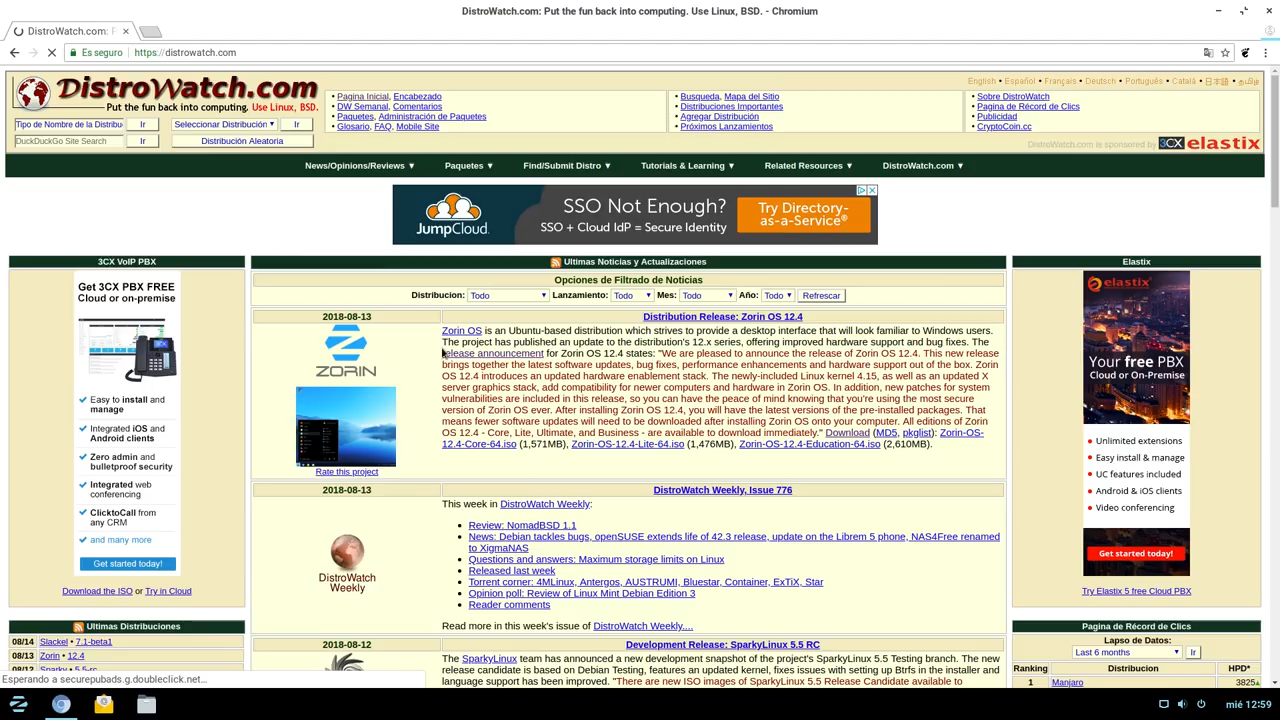 DistroWatch.com: Put the fun back into computing. Use Linux, BSD. - Chromium
DistroWatch.com: P
Es seguro https://distrowatch.com
DistroWatch.com
Put the fun back into computing. Use Linux, BSD.
Tipo de Nombre de la Distribu Ir Seleccionar Distribución Ir
DuckDuckGo Site Search Ir Distribución Aleatoria
• Pagina Inicial, Encabezado
• DW Semanal, Comentarios
• Paquetes, Administración de Paquetes
• Glosario, FAQ, Mobile Site
• Busqueda, Mapa del Sitio
• Distribuciones Importantes
• Agregar Distribución
• Próximos Lanzamientos
English - Español - Français - Deutsch - Português - Català - 日本語 - தமிழ்
• Sobre DistroWatch
• Pagina de Récord de Clics
• Publicidad
• CryptoCoin.cc
DistroWatch.com is sponsored by 3CX elastix
News/Opinions/Reviews ▼ Paquetes ▼ Find/Submit Distro ▼ Tutorials & Learning ▼ Related Resources ▼ DistroWatch.com ▼
JumpCloud.
SSO Not Enough?
SSO + Cloud IdP = Secure Identity
Try Directory-
as-a-Service®
3CX VoIP PBX
Get 3CX PBX FREE
Cloud or on-premise
Easy to install and
manage
Integrated iOS and
Android clients
Zero admin and
bulletproof security
Integrated web
conferencing
ClicktoCall from
any CRM
and many more
Get started today!
Download the ISO or Try in Cloud
Ultimas Distribuciones
08/14 Slackel • 7.1-beta1
08/13 Zorin • 12.4
08/12 Sparky • 5.5-rc
Ultimas Noticias y Actualizaciones
Opciones de Filtrado de Noticias
Distribucion: Todo Lanzamiento: Todo Mes: Todo Año: Todo Refrescar
2018-08-13 Distribution Release: Zorin OS 12.4
ZORIN
Rate this project
Zorin OS is an Ubuntu-based distribution which strives to provide a desktop interface that will look familiar to Windows users.
The project has published an update to the distribution's 12.x series, offering improved hardware support and bug fixes. The
release announcement for Zorin OS 12.4 states: "We are pleased to announce the release of Zorin OS 12.4. This new release
brings together the latest software updates, bug fixes, performance enhancements and hardware support out of the box. Zorin
OS 12.4 introduces an updated hardware enablement stack. The newly-included Linux kernel 4.15, as well as an updated X
server graphics stack, add compatibility for newer computers and hardware in Zorin OS. In addition, new patches for system
vulnerabilities are included in this release, so you can have the peace of mind knowing that you're using the most secure
version of Zorin OS ever. After installing Zorin OS 12.4, you will have the latest versions of the pre-installed packages. That
means fewer software updates will need to be downloaded after installing Zorin OS onto your computer. All editions of Zorin
OS 12.4 - Core, Lite, Ultimate, and Business - are available to download immediately." Download (MD5, pkglist): Zorin-OS-
12.4-Core-64.iso (1,571MB), Zorin-OS-12.4-Lite-64.iso (1,476MB), Zorin-OS-12.4-Education-64.iso (2,610MB).
2018-08-13 DistroWatch Weekly, Issue 776
DistroWatch
Weekly
This week in DistroWatch Weekly:
• Review: NomadBSD 1.1
• News: Debian tackles bugs, openSUSE extends life of 42.3 release, update on the Librem 5 phone, NAS4Free renamed
to XigmaNAS
• Questions and answers: Maximum storage limits on Linux
• Released last week
• Torrent corner: 4MLinux, Antergos, AUSTRUMI, Bluestar, Container, ExTiX, Star
• Opinion poll: Review of Linux Mint Debian Edition 3
• Reader comments
Read more in this week's issue of DistroWatch Weekly....
2018-08-12 Development Release: SparkyLinux 5.5 RC
The SparkyLinux team has announced a new development snapshot of the project's SparkyLinux 5.5 Testing branch. The new
release candidate is based on Debian Testing, features an updated kernel, fixes issues with setting up Btrfs in the installer and
language support has been improved. "There are new ISO images of SparkyLinux 5.5 Release Candidate available to
Elastix
elastix
Your free PBX
Cloud or On-Premise
• Unlimited extensions
• Easy install & manage
• UC features included
• Android & iOS clients
• Video conferencing
Get started today!
Try Elastix 5 free Cloud PBX
Pagina de Récord de Clics
Lapso de Datos:
Last 6 months Ir
Ranking Distribucion HPD*
1 Manjaro 3825
Esperando a securepubads.g.doubleclick.net...
mié 12:59